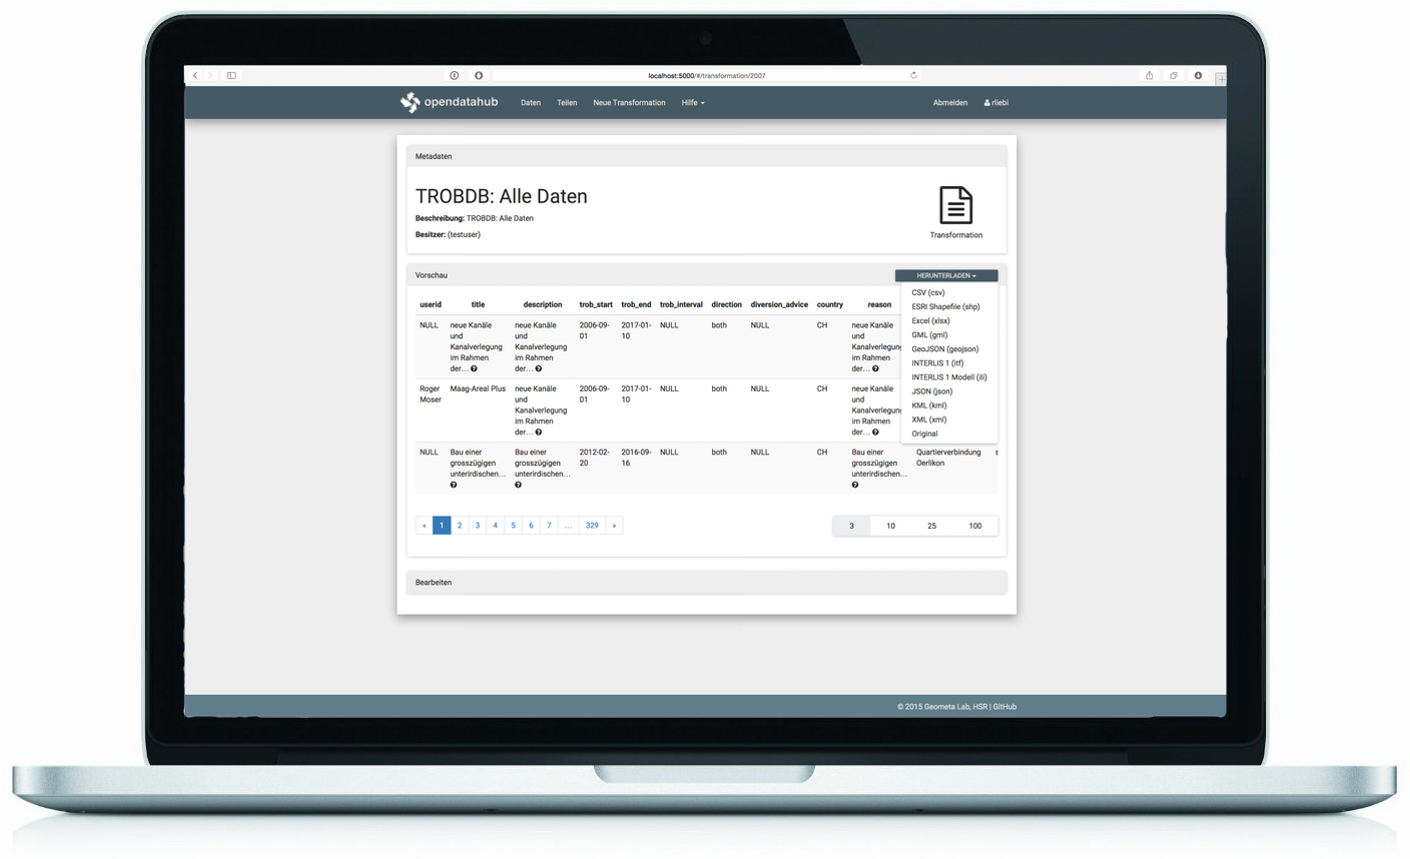 localhost:5000/#/transformation/2007
opendatahub Daten Teilen Neue Transformation Hilfe Abmelden rliebi
Metadaten
TROBDB: Alle Daten
Beschreibung: TROBDB: Alle Daten
Besitzer: (testuser)
Transformation
Vorschau
HERUNTERLADEN
CSV (csv)
ESRI Shapefile (shp)
Excel (xlsx)
GML (gml)
GeoJSON (geojson)
INTERLIS 1 (itf)
INTERLIS 1 Modell (ili)
JSON (json)
KML (kml)
XML (xml)
Original
userid title description trob_start trob_end trob_interval direction diversion_advice country reason
NULL neue Kanäle neue Kanäle 2006-09- 2017-01- NULL both NULL CH neue Kanäle
und und 01 10 und
Kanalverlegung Kanalverlegung Kanalverlegung
im Rahmen im Rahmen im Rahmen
der... der... der...
Roger Maag-Areal Plus neue Kanäle 2006-09- 2017-01- NULL both NULL CH neue Kanäle
Moser und 01 10 und
Kanalverlegung Kanalverlegung
im Rahmen im Rahmen
der... der...
NULL Bau einer Bau einer 2012-02- 2016-09- NULL both NULL CH Bau einer Quartierverbindung
grosszügigen grosszügigen 20 16 grosszügigen Oerlikon
unterirdischen... unterirdischen... unterirdischen...
« 1 2 3 4 5 6 7 ... 329 » 3 10 25 100
Bearbeiten
© 2015 Geometa Lab, HSR | GitHub